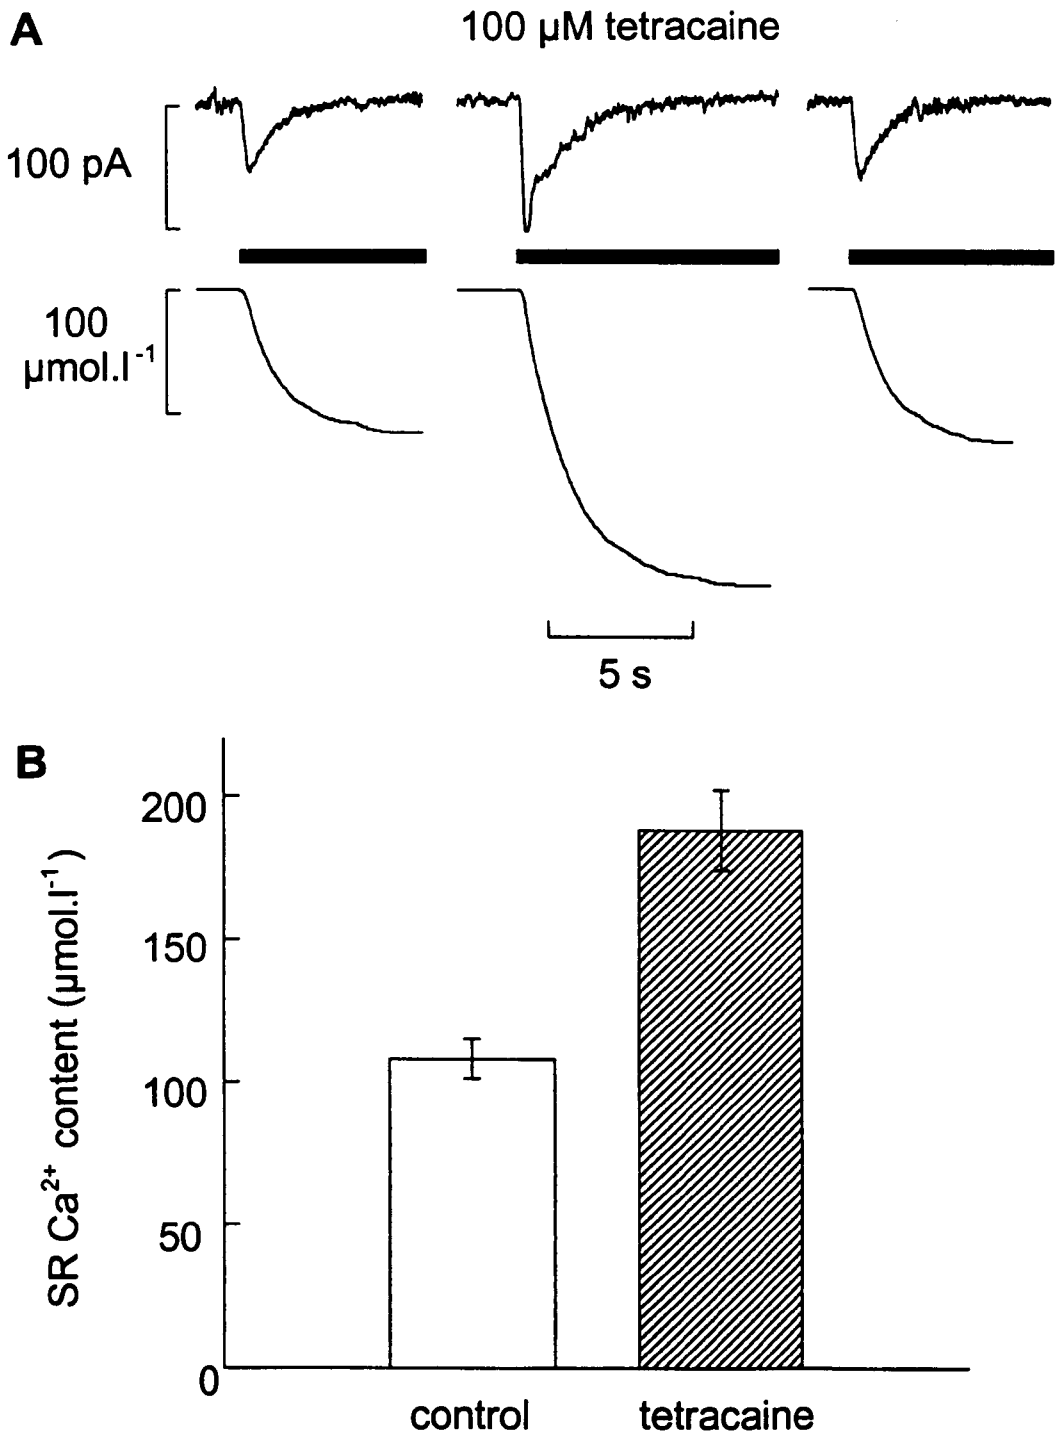 A
100 µM tetracaine
100 pA
100
µmol.l⁻¹
5 s
B
SR Ca²⁺ content (µmol.l⁻¹)
200
150
100
50
0
control
tetracaine